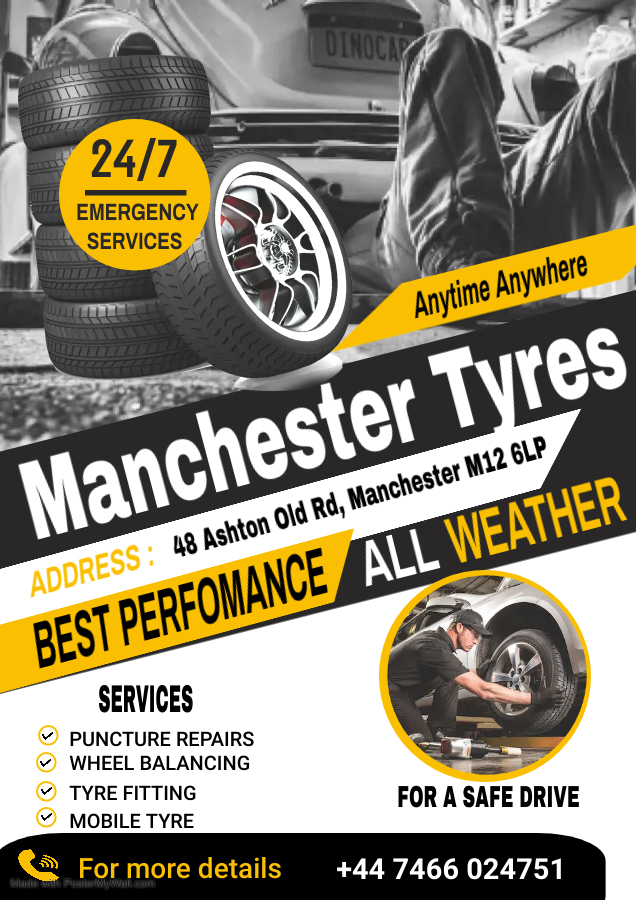 DINOCA
24/7
EMERGENCY
SERVICES
Anytime Anywhere
Manchester Tyres
ADDRESS : 48 Ashton Old Rd, Manchester M12 6LP
BEST PERFOMANCE ALL WEATHER
SERVICES
PUNCTURE REPAIRS
WHEEL BALANCING
TYRE FITTING
MOBILE TYRE
FOR A SAFE DRIVE
For more details +44 7466 024751
Made with PosterMyWall.com